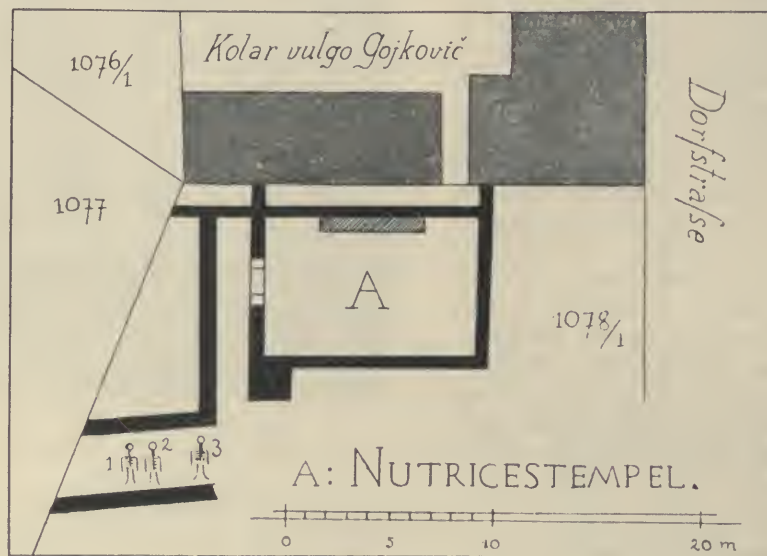 1076/1
Kolar vulgo Gojkovič
Dorfstraße
1077
A
1078/1
1 2 3
A: NUTRICESTEMPEL.
0 5 10 20 m